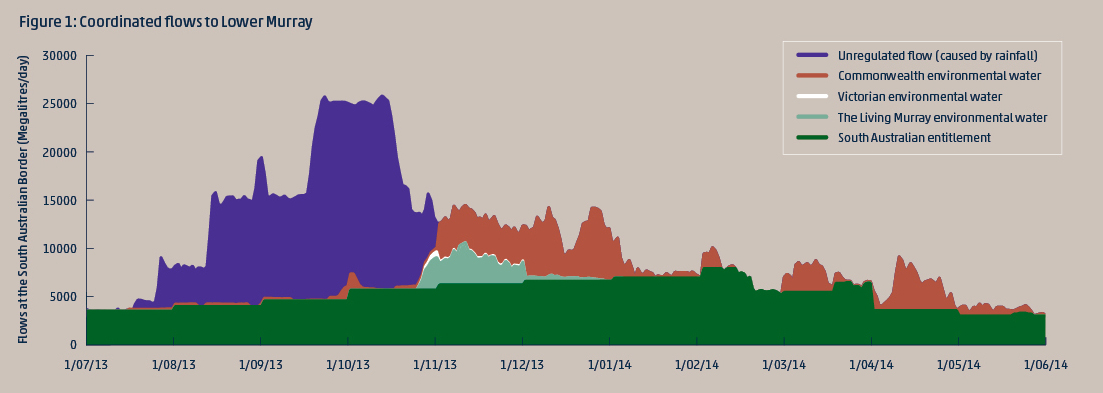 Figure 1: Coordinated flows to Lower Murray
Flows at the South Australian Border (Megalitres/day)
30000
25000
20000
15000
10000
5000
0
Unregulated flow (caused by rainfall)
Commonwealth environmental water
Victorian environmental water
The Living Murray environmental water
South Australian entitlement
1/07/13 1/08/13 1/09/13 1/10/13 1/11/13 1/12/13 1/01/14 1/02/14 1/03/14 1/04/14 1/05/14 1/06/14